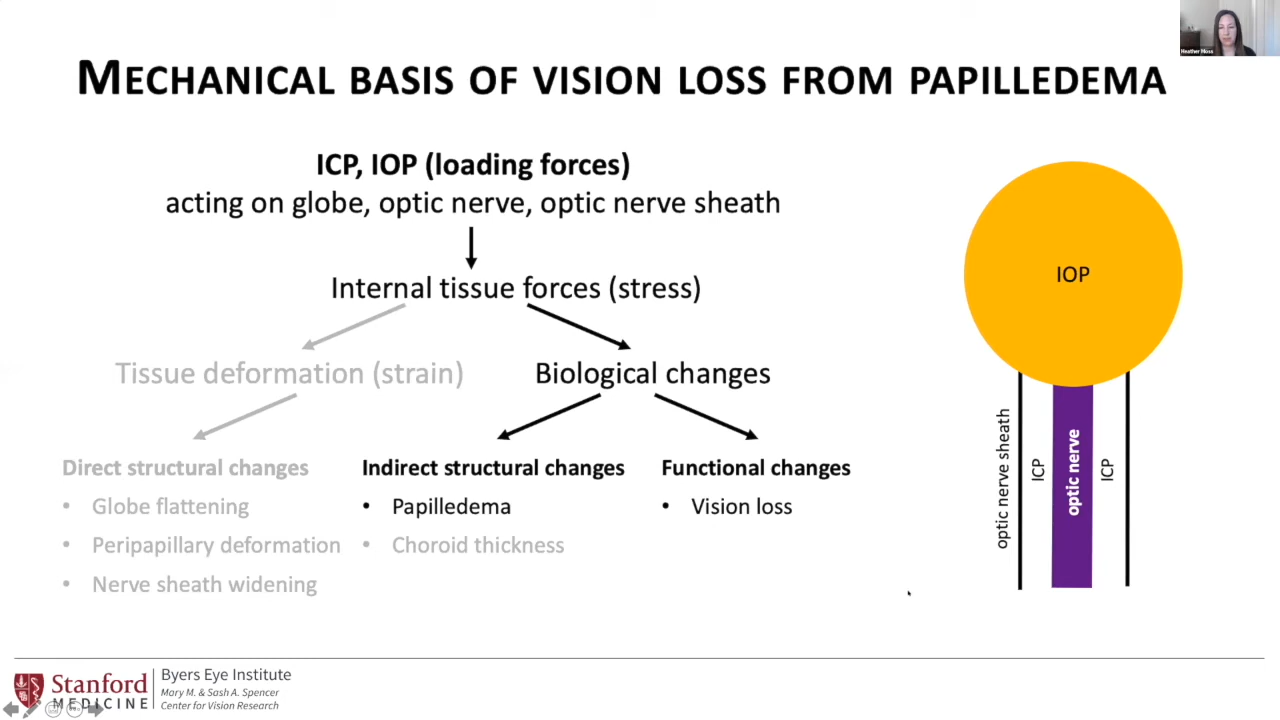 Heather Moss
MECHANICAL BASIS OF VISION LOSS FROM PAPILLEDEMA
ICP, IOP (loading forces)
acting on globe, optic nerve, optic nerve sheath
Internal tissue forces (stress)
Tissue deformation (strain)
Biological changes
Direct structural changes
• Globe flattening
• Peripapillary deformation
• Nerve sheath widening
Indirect structural changes
• Papilledema
• Choroid thickness
Functional changes
• Vision loss
IOP
optic nerve sheath
ICP
optic nerve
ICP
Stanford
MEDICINE
Byers Eye Institute
Mary M. & Sash A. Spencer
Center for Vision Research